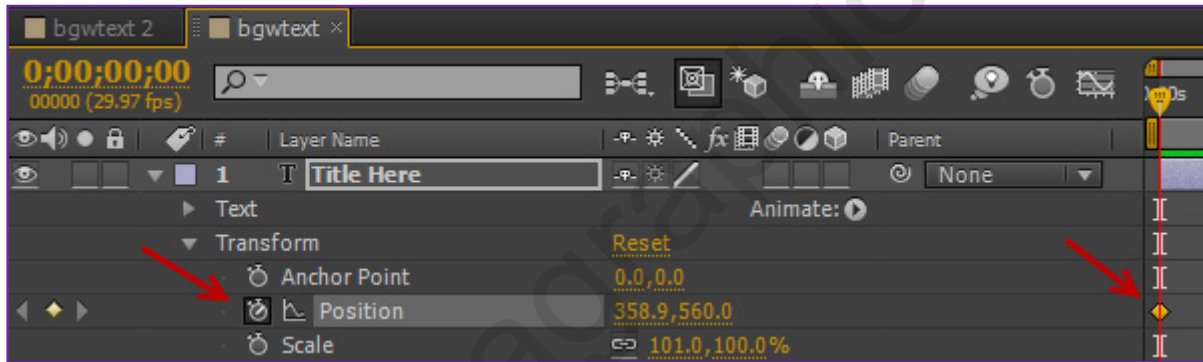 bgwtext 2 bgwtext ×
0;00;00;00
00000 (29.97 fps)
# Layer Name fx Parent
1 T Title Here None
Text Animate:
Transform Reset
Anchor Point 0.0,0.0
Position 358.9,560.0
Scale 101.0,100.0%